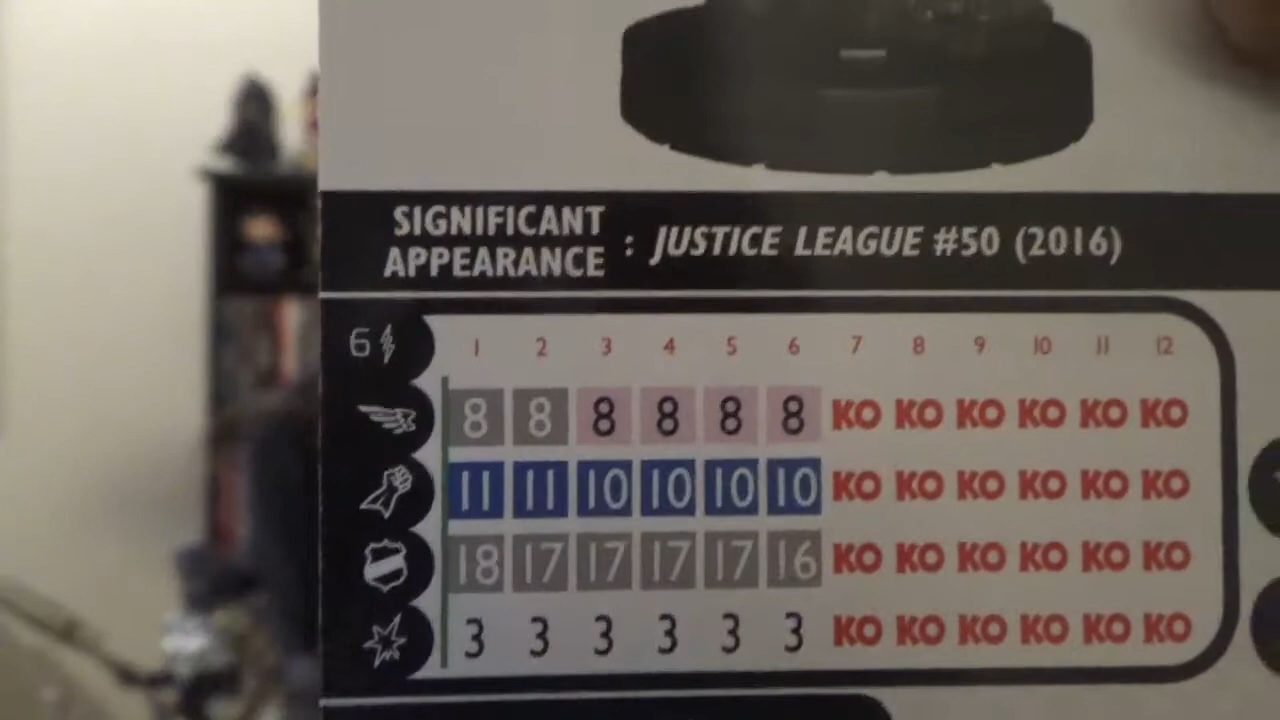 SIGNIFICANT
APPEARANCE : JUSTICE LEAGUE #50 (2016)
6 1 2 3 4 5 6 7 8 9 10 11 12
8 8 8 8 8 8 KO KO KO KO KO KO
11 11 10 10 10 10 KO KO KO KO KO KO
18 17 17 17 17 16 KO KO KO KO KO KO
3 3 3 3 3 3 KO KO KO KO KO KO